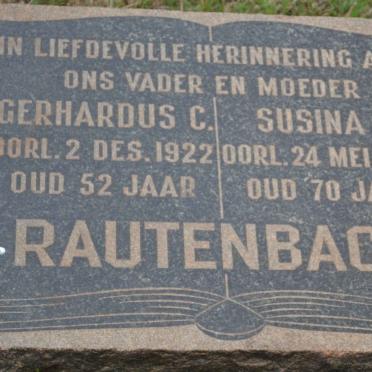 IN LIEFDEVOLLE HERINNERING A
ONS VADER EN MOEDER
GERHARDUS C. SUSINA
OORL. 2 DES. 1922 OORL. 24 MEI
OUD 52 JAAR OUD 70 JA
RAUTENBAC